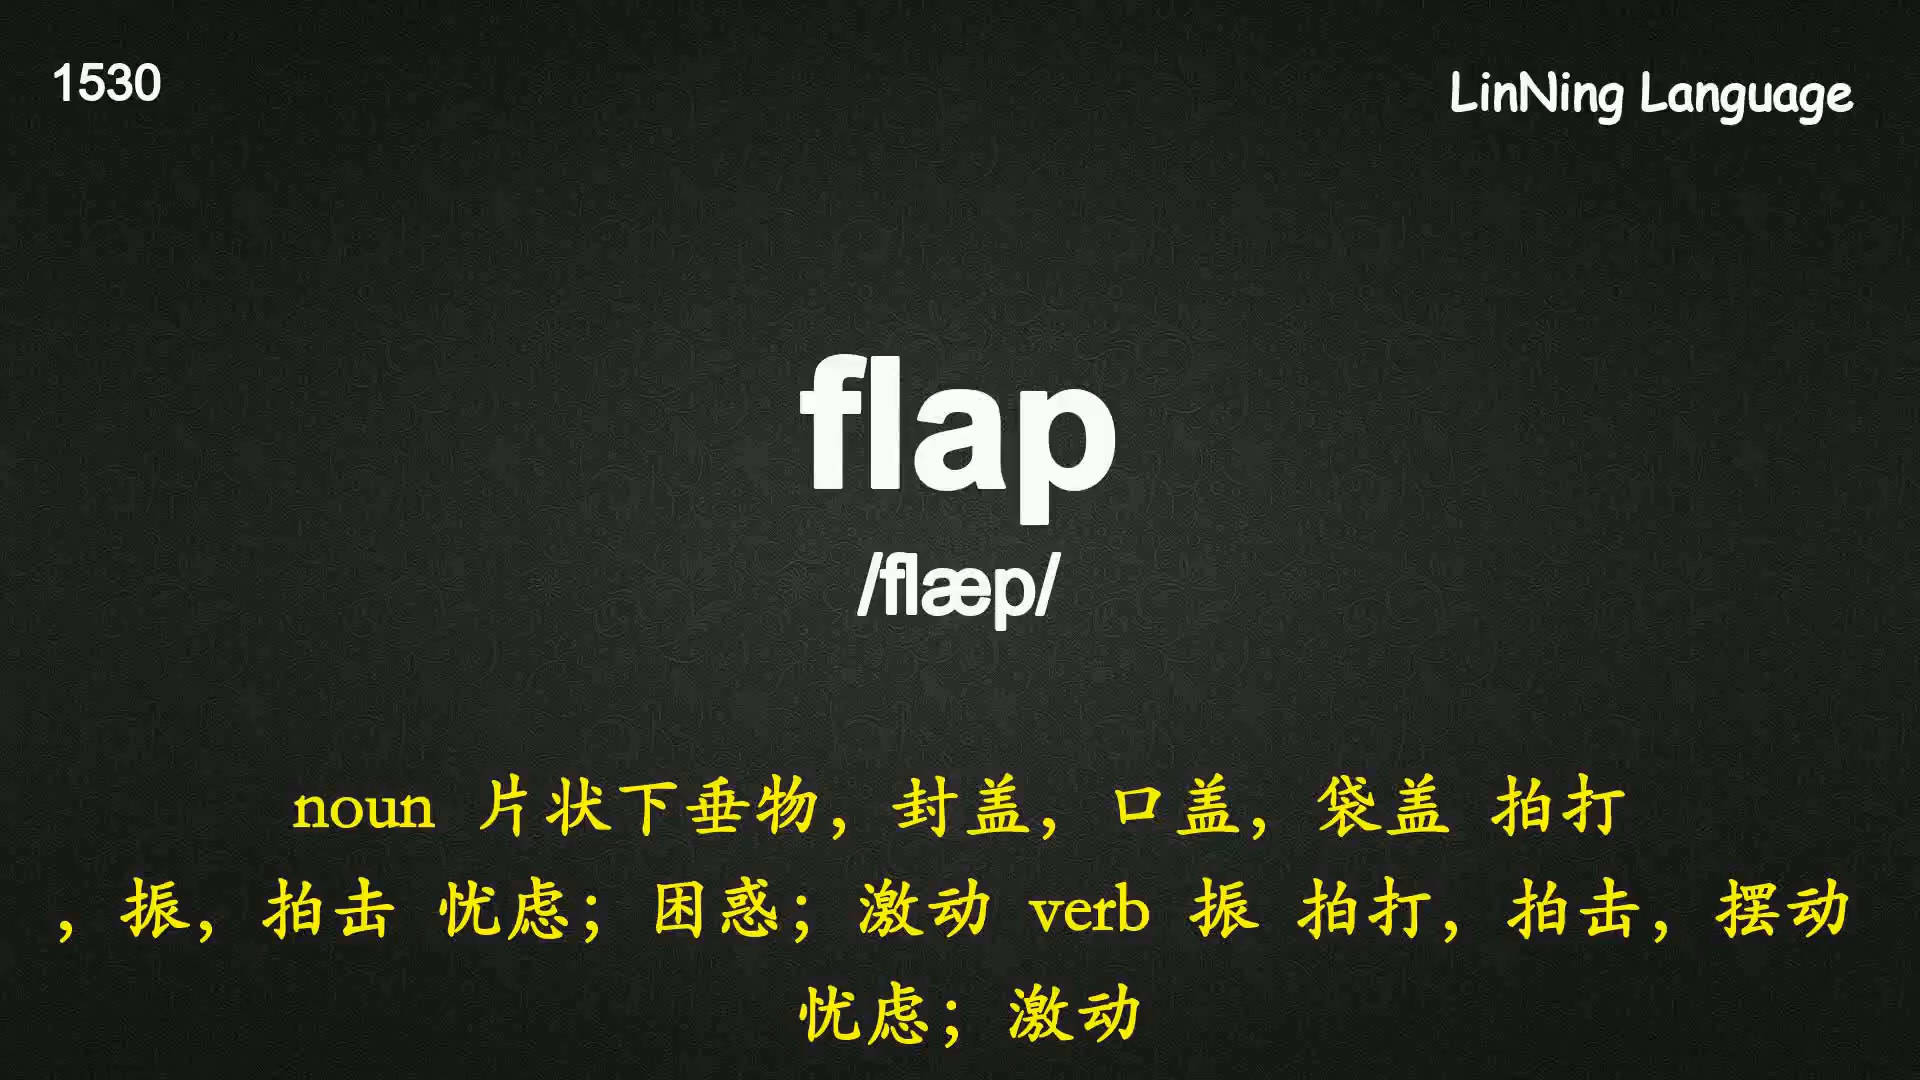 1530
LinNing Language
flap
/flæp/
noun 片状下垂物，封盖，口盖，袋盖 拍打
，振，拍击 忧虑；困惑；激动 verb 振 拍打，拍击，摆动
忧虑；激动